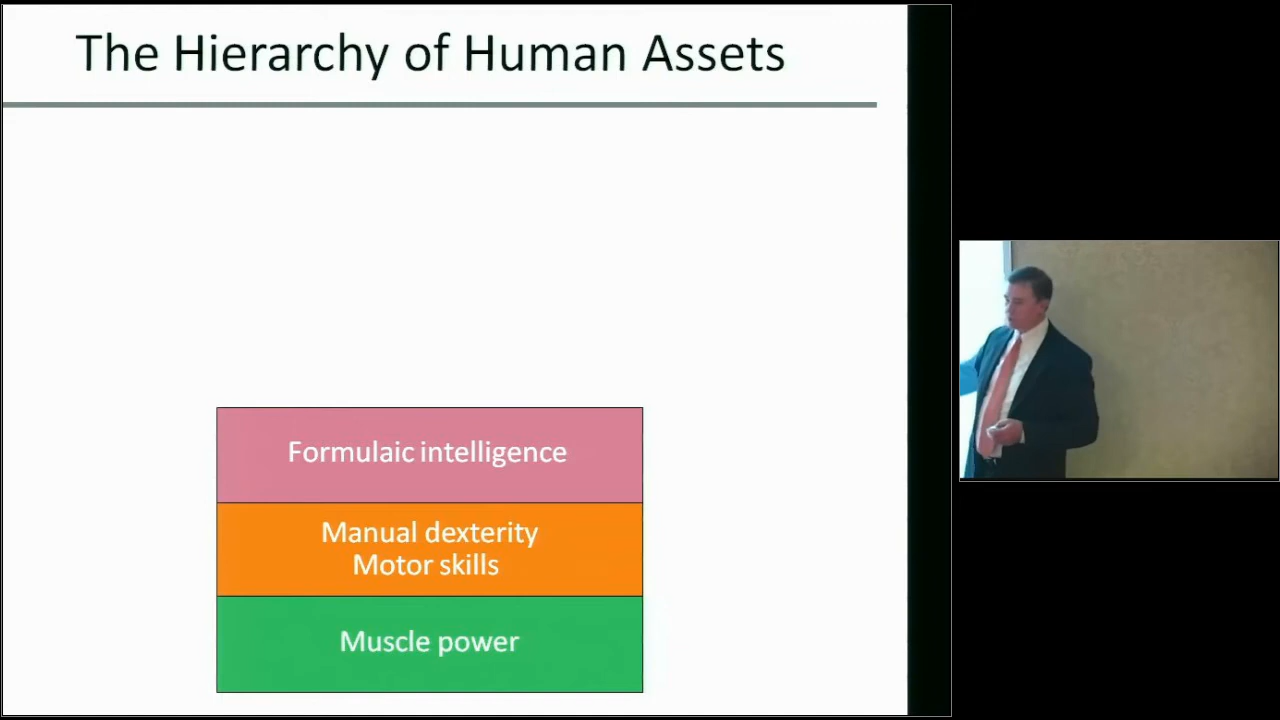 The Hierarchy of Human Assets
Formulaic intelligence
Manual dexterity
Motor skills
Muscle power